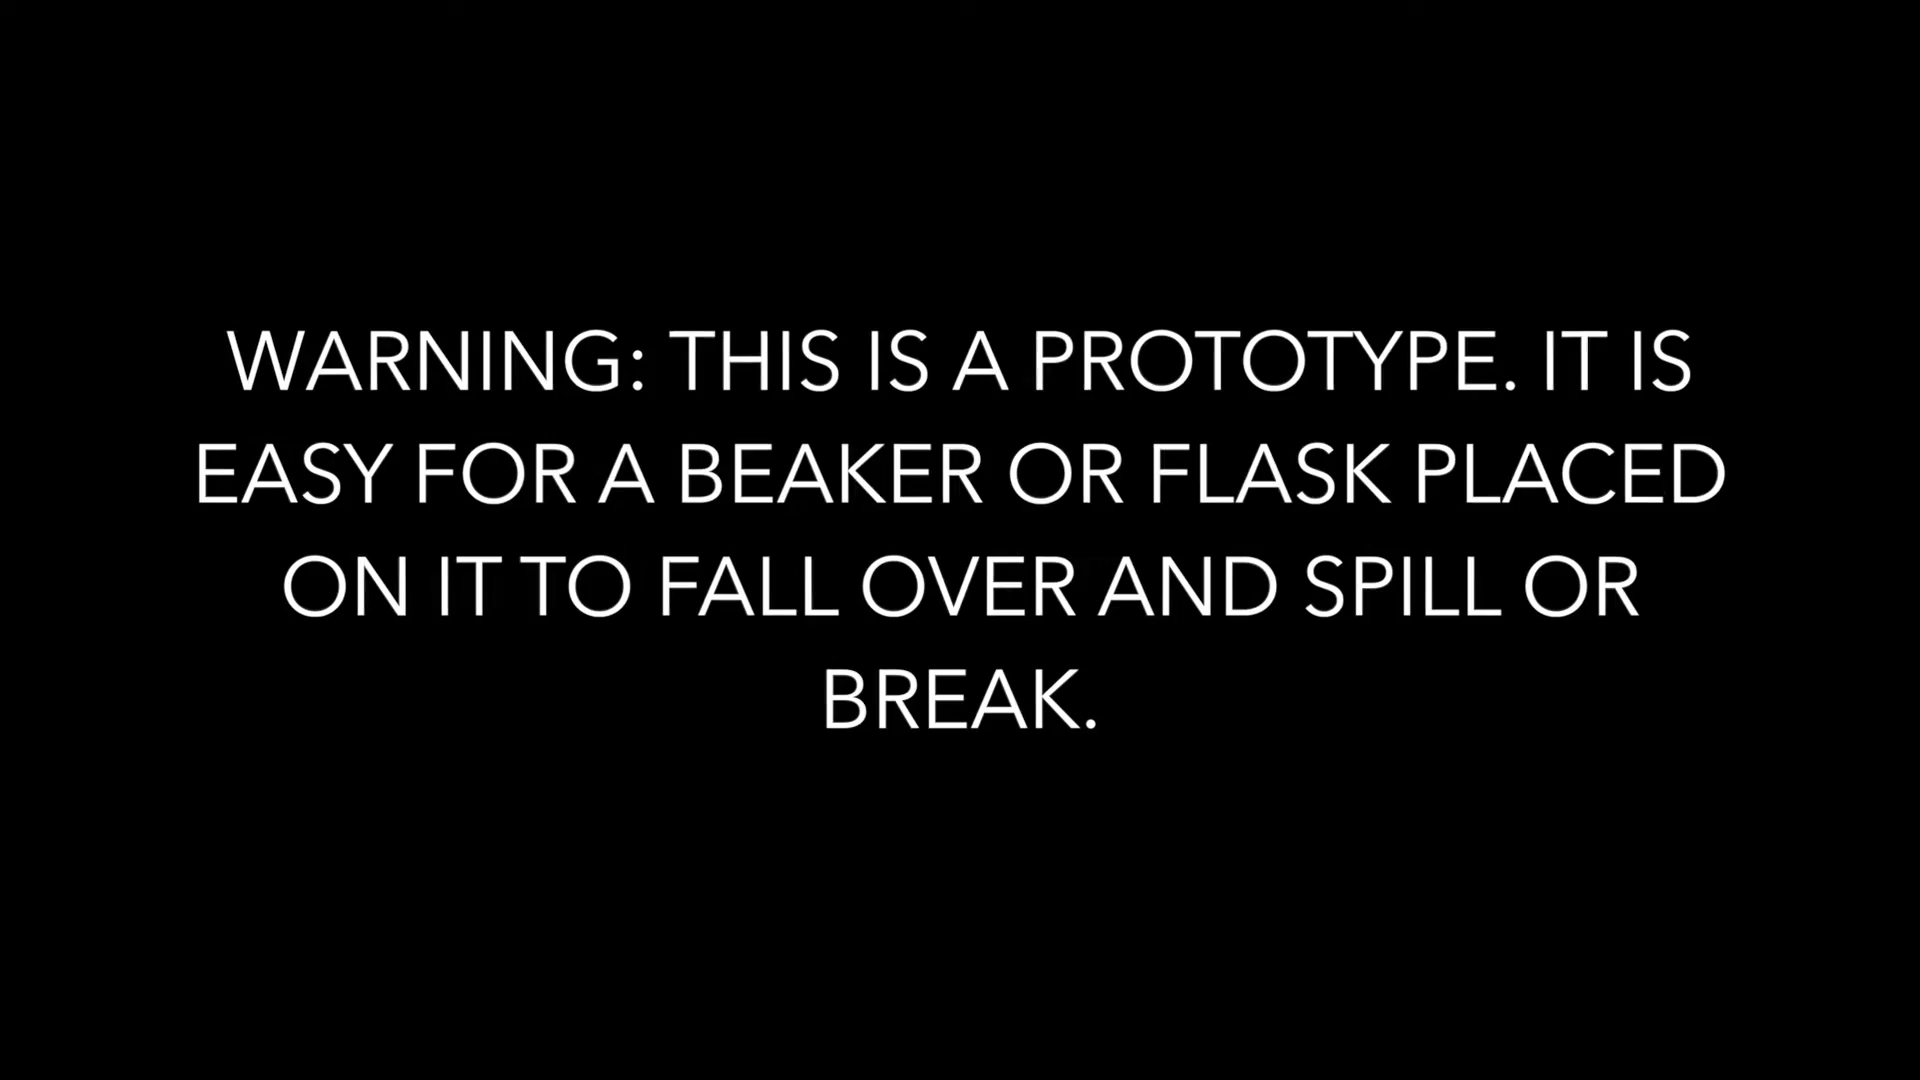 WARNING: THIS IS A PROTOTYPE. IT IS
EASY FOR A BEAKER OR FLASK PLACED
ON IT TO FALL OVER AND SPILL OR
BREAK.